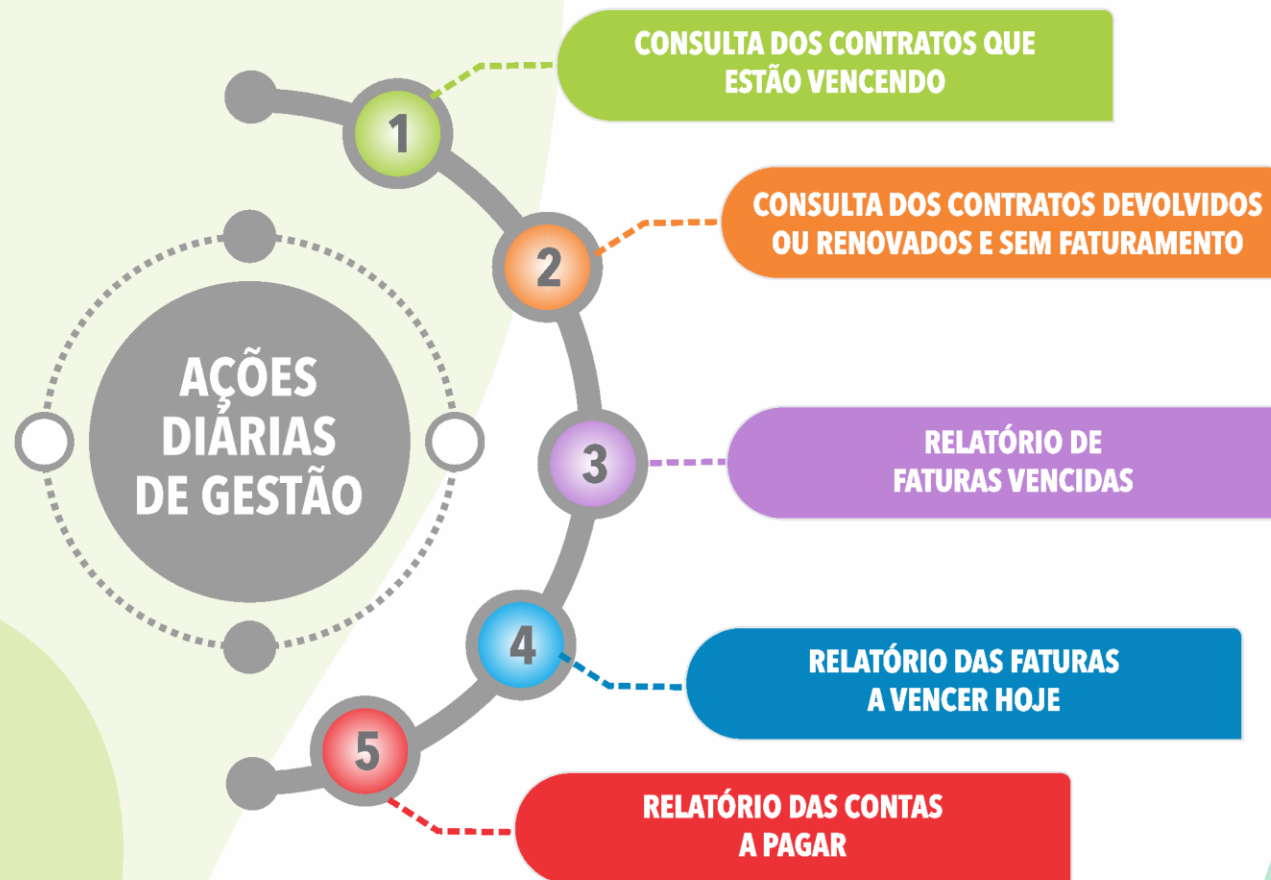 AÇÕES
DIÁRIAS
DE GESTÃO
1
CONSULTA DOS CONTRATOS QUE
ESTÃO VENCENDO
2
CONSULTA DOS CONTRATOS DEVOLVIDOS
OU RENOVADOS E SEM FATURAMENTO
3
RELATÓRIO DE
FATURAS VENCIDAS
4
RELATÓRIO DAS FATURAS
A VENCER HOJE
5
RELATÓRIO DAS CONTAS
A PAGAR